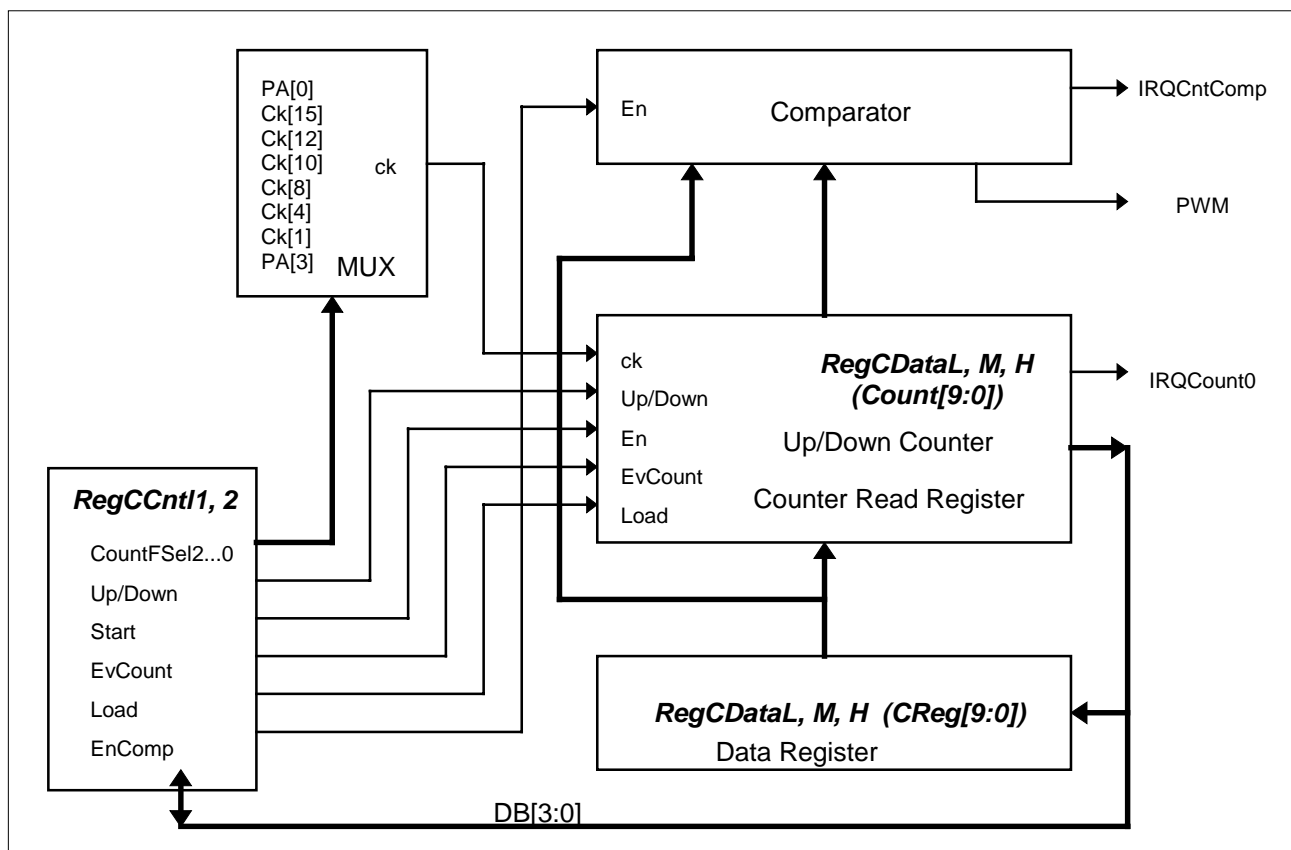 PA[0]
Ck[15]
Ck[12]
Ck[10]
Ck[8]
Ck[4]
Ck[1]
PA[3]
ck
MUX
En
Comparator
IRQCntComp
PWM
ck
Up/Down
En
EvCount
Load
RegCDataL, M, H
(Count[9:0])
Up/Down Counter
Counter Read Register
IRQCount0
RegCCntl1, 2
CountFSel2...0
Up/Down
Start
EvCount
Load
EnComp
RegCDataL, M, H (CReg[9:0])
Data Register
DB[3:0]